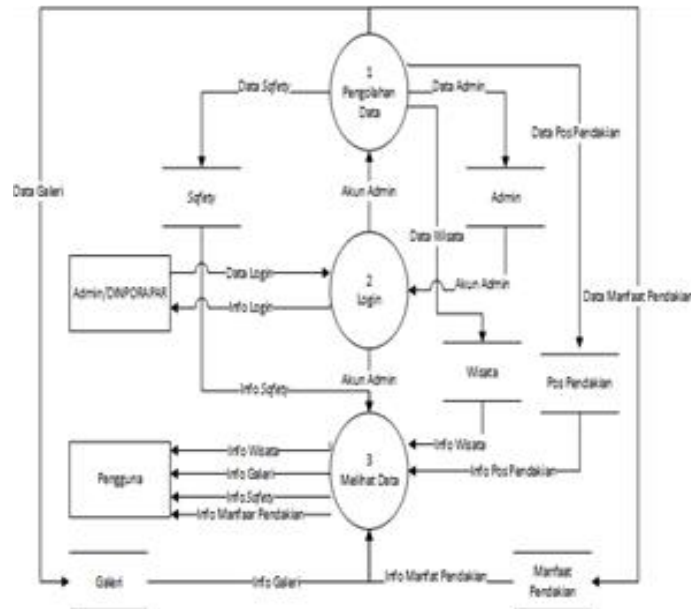 1
Pengolahan
Data
Data Safety
Data Admin
Data Pos Pendakian
Data Galeri
Safety
Akun Admin
Admin
Data Wisata
Data Login
2
Login
Akun Admin
Admin/DINPORAPAR
Info Login
Data Manfaat Pendakian
Akun Admin
Wisata
Pos Pendakian
Info Safety
3
Melihat Data
Info Wisata
Info Wisata
Pengguna
Info Galeri
Info Pos Pendakian
Info Safety
Info Manfaar Pendakian
Galeri
Info Galeri
Info Manfat Pendakian
Manfaat
Pendakian